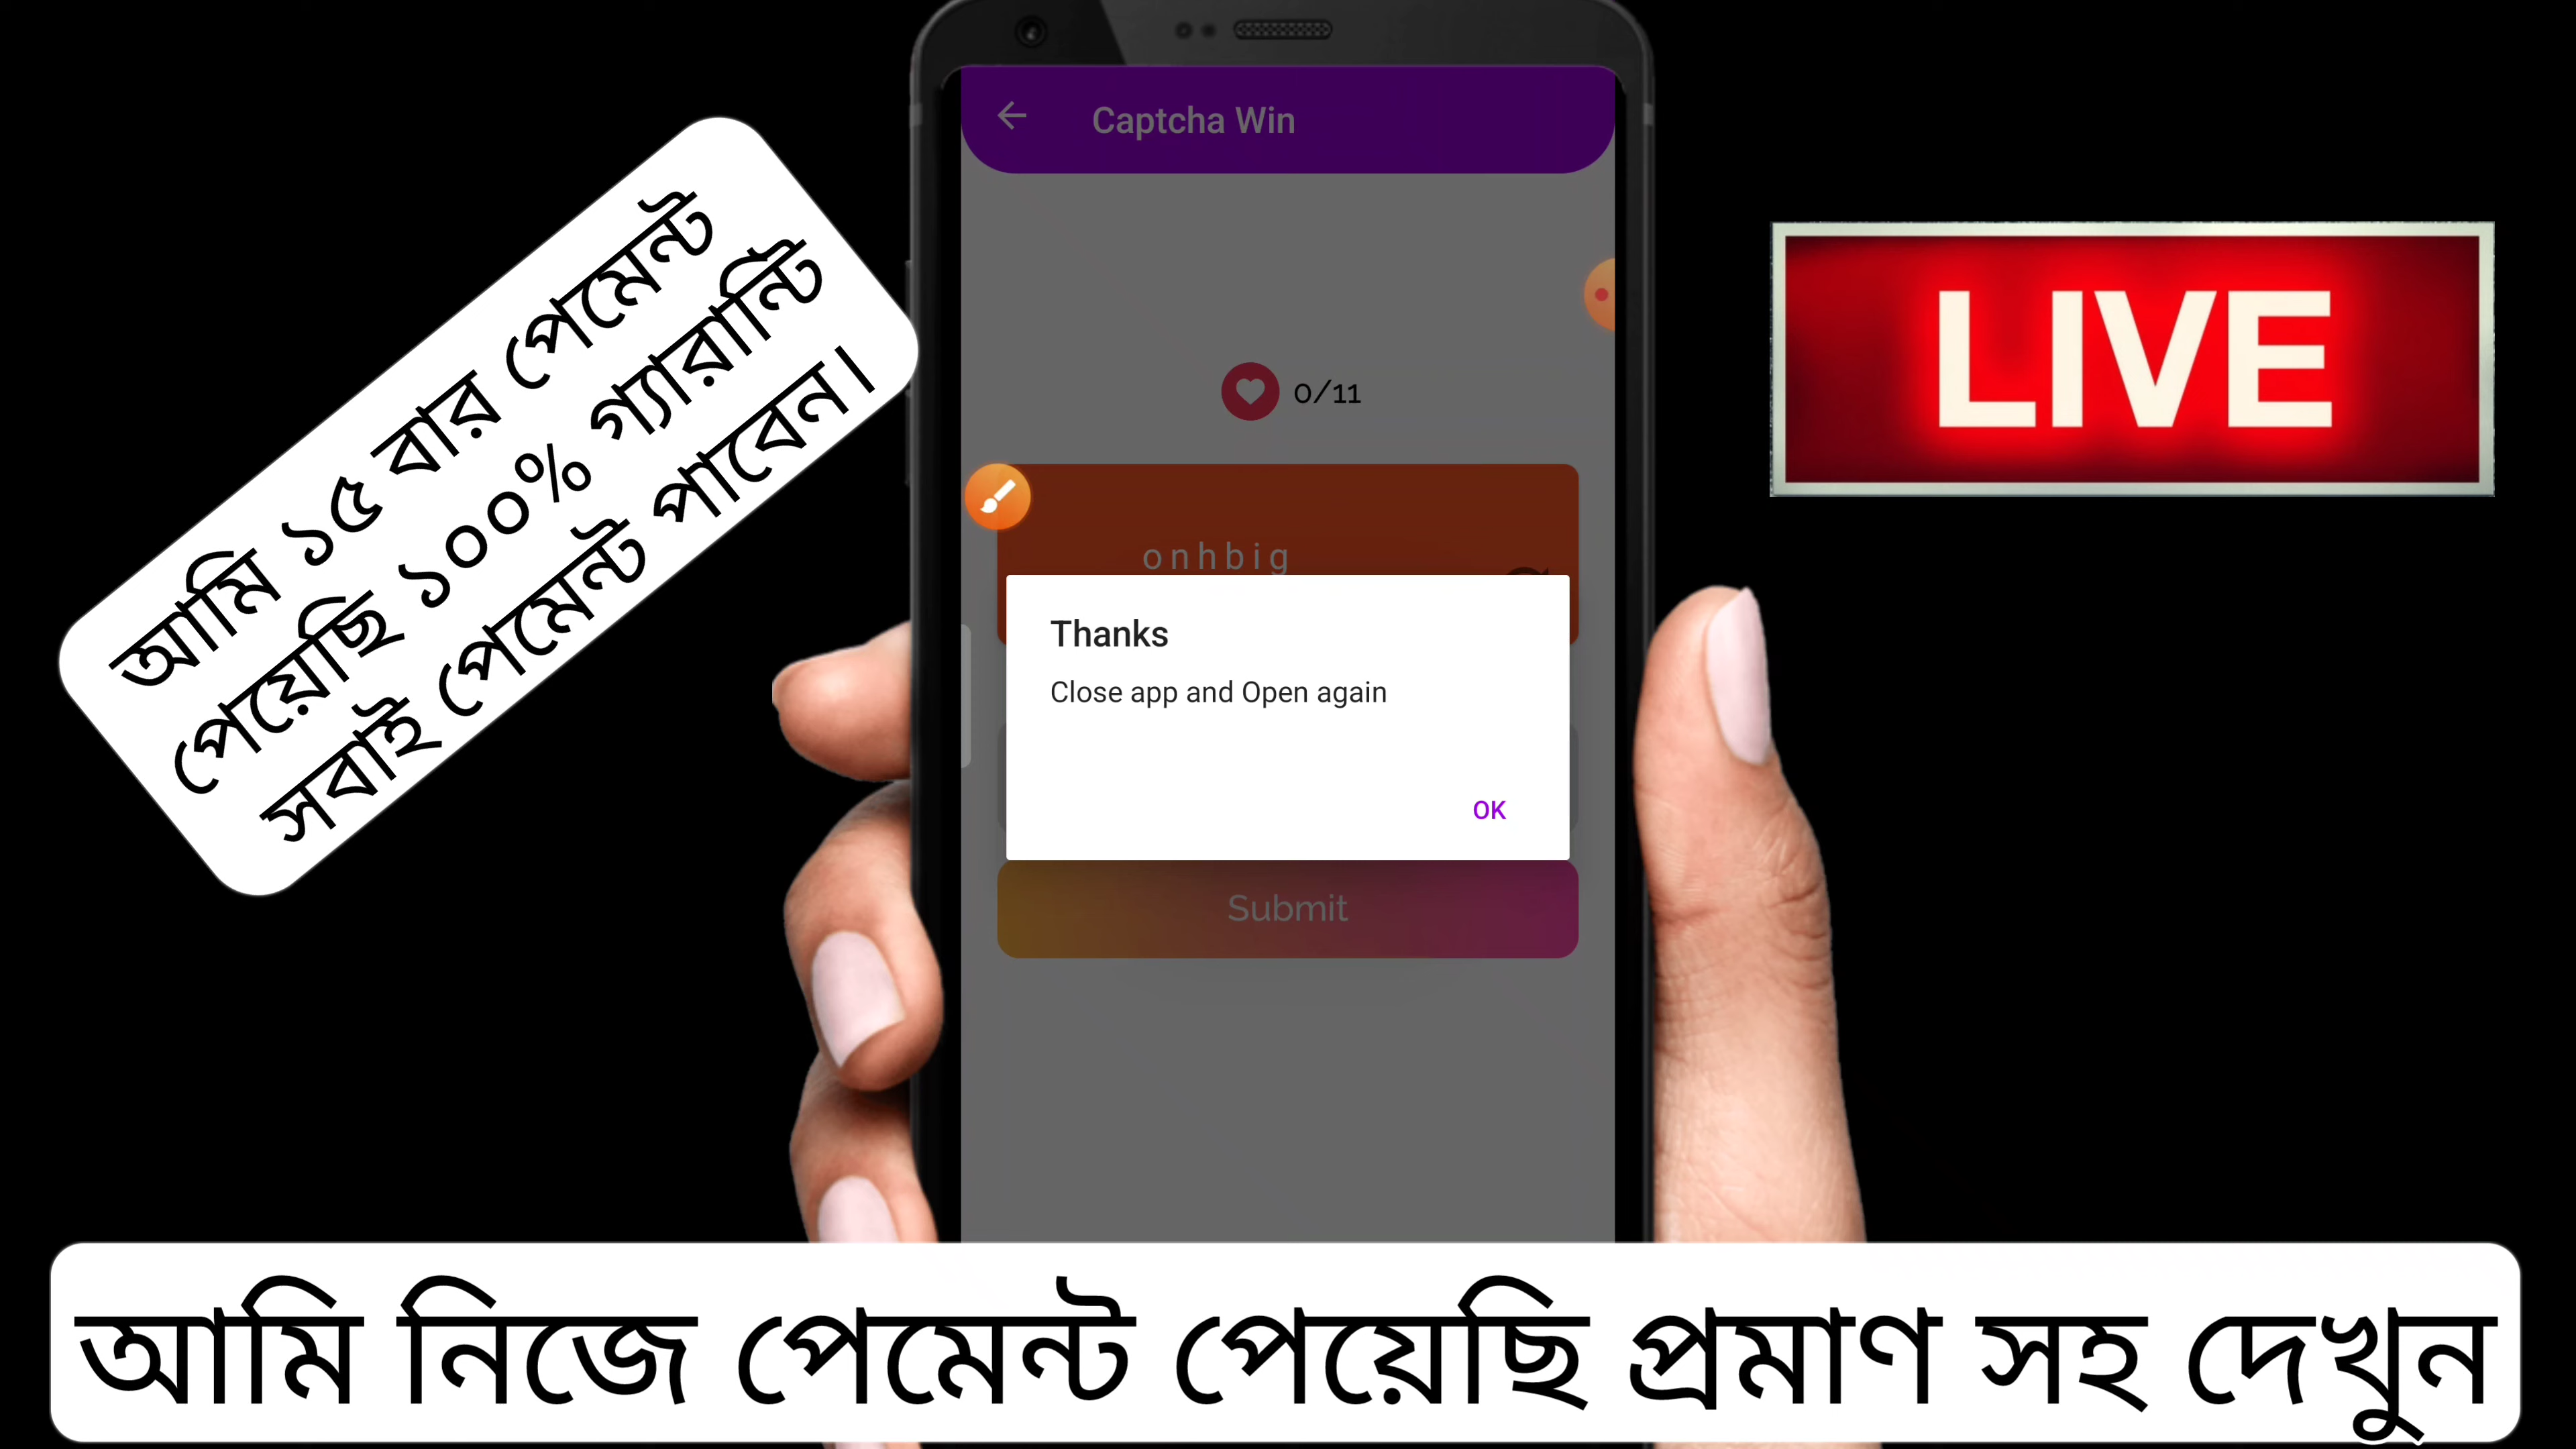 Captcha Win
0/11
onhbig
Thanks
Close app and Open again
OK
Submit
আমি ১৫ বার পেমেন্ট
পেয়েছি ১০০% গ্যারান্টি
সবাই পেমেন্ট পাবেন।
LIVE
আমি নিজে পেমেন্ট পেয়েছি প্রমাণ সহ দেখুন